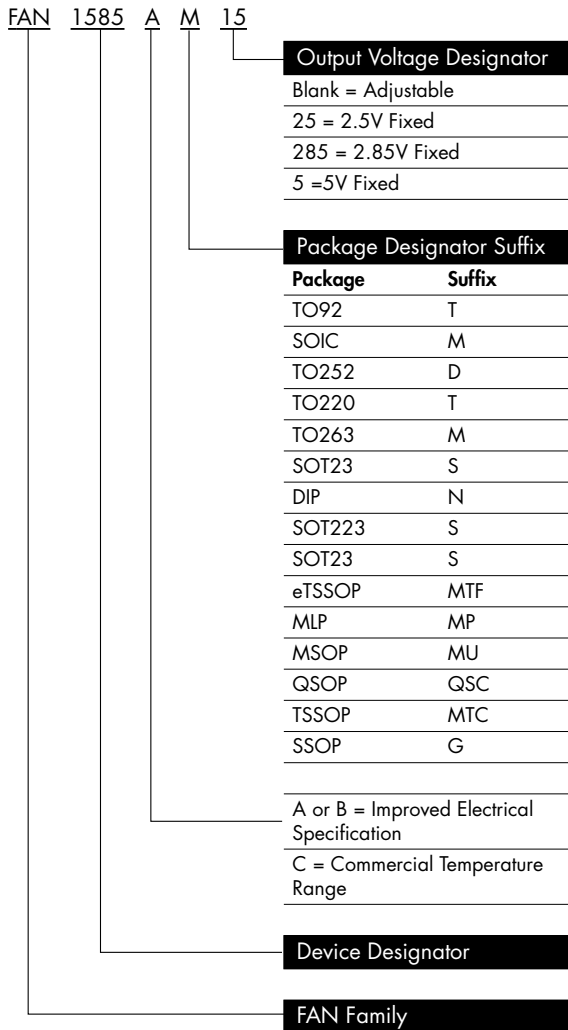 FAN 1585 A M 15
Output Voltage Designator
Blank = Adjustable
25 = 2.5V Fixed
285 = 2.85V Fixed
5 =5V Fixed
Package Designator Suffix
Package Suffix
TO92 T
SOIC M
TO252 D
TO220 T
TO263 M
SOT23 S
DIP N
SOT223 S
SOT23 S
eTSSOP MTF
MLP MP
MSOP MU
QSOP QSC
TSSOP MTC
SSOP G
A or B = Improved Electrical
Specification
C = Commercial Temperature
Range
Device Designator
FAN Family